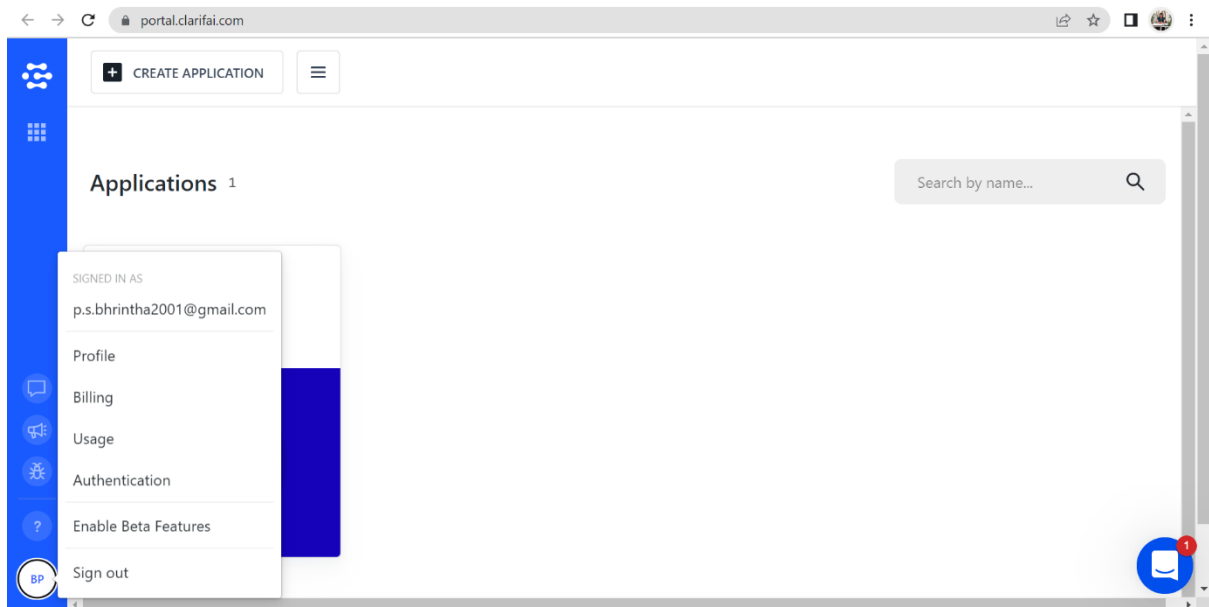 portal.clarifai.com
CREATE APPLICATION
Applications 1
Search by name...
SIGNED IN AS
p.s.bhrintha2001@gmail.com
Profile
Billing
Usage
Authentication
Enable Beta Features
Sign out
?
BP
1